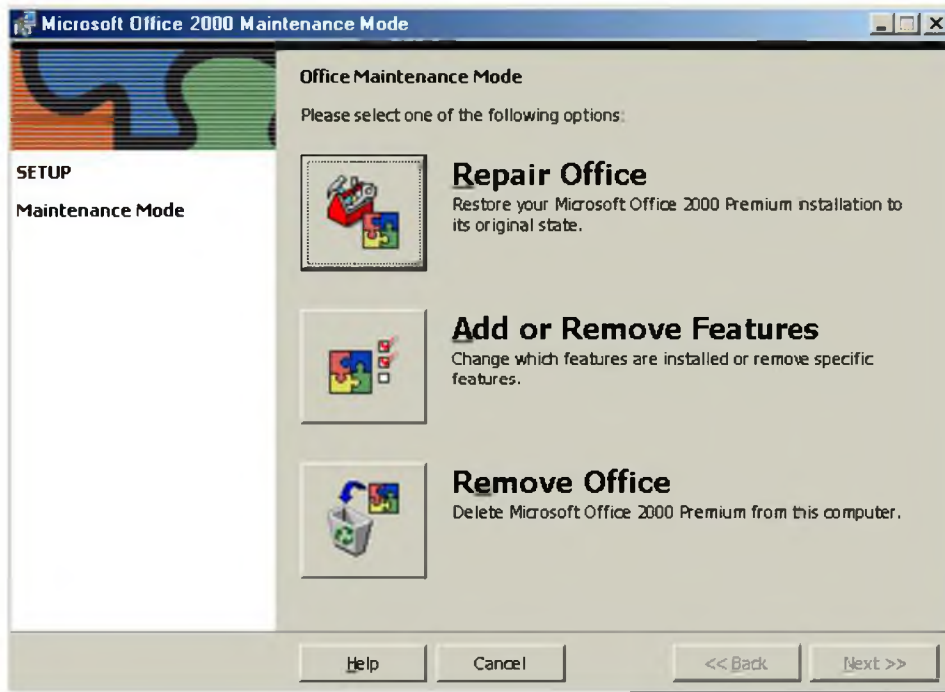 Microsoft Office 2000 Maintenance Mode
Office Maintenance Mode
Please select one of the following options:
SETUP
Maintenance Mode
Repair Office
Restore your Microsoft Office 2000 Premium installation to
its original state.
Add or Remove Features
Change which features are installed or remove specific
features.
Remove Office
Delete Microsoft Office 2000 Premium from this computer.
Help
Cancel
<< Back
Next >>